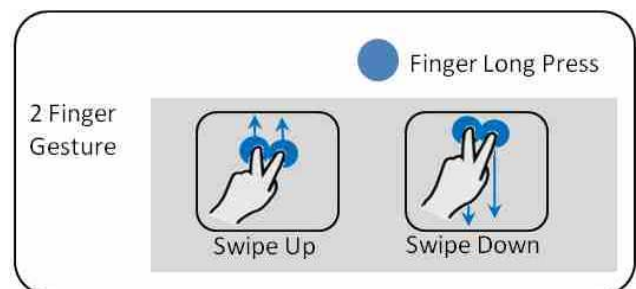 Finger Long Press
2 Finger
Gesture
Swipe Up
Swipe Down